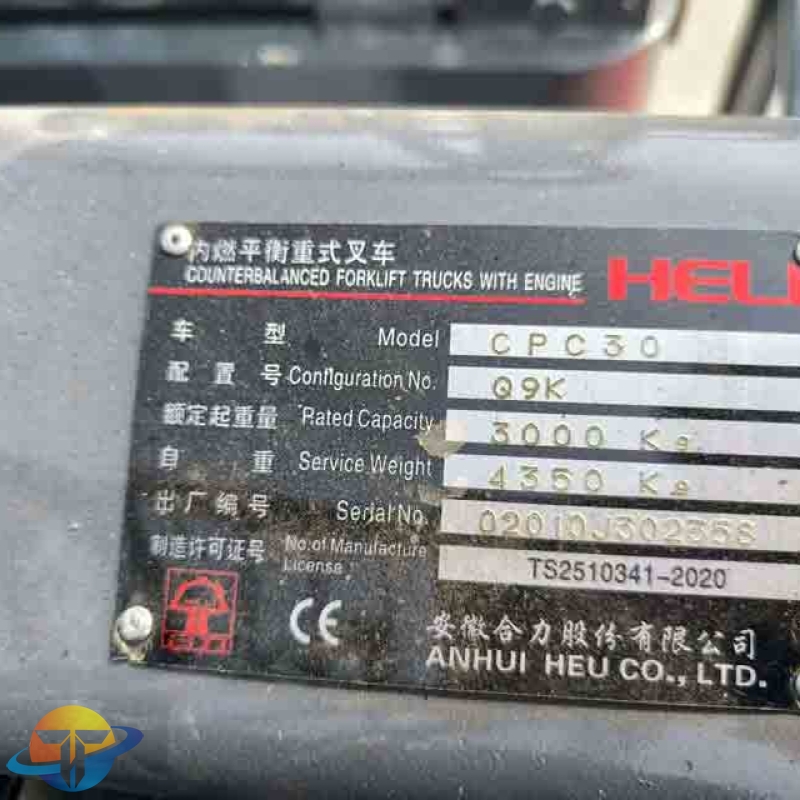 内燃平衡重式叉车
COUNTERBALANCED FORKLIFT TRUCKS WITH ENGINE HELI
车 型 Model CPC30
配置号 Configuration No. Q9K
额定起重量 Rated Capacity 3000 Kg
自 重 Service Weight 4350 Kg
出厂编号 Serial No.
制造许可证号 No. of Manufacture License TS2510341-2020
CE
安徽合力股份有限公司
ANHUI HEU CO., LTD.